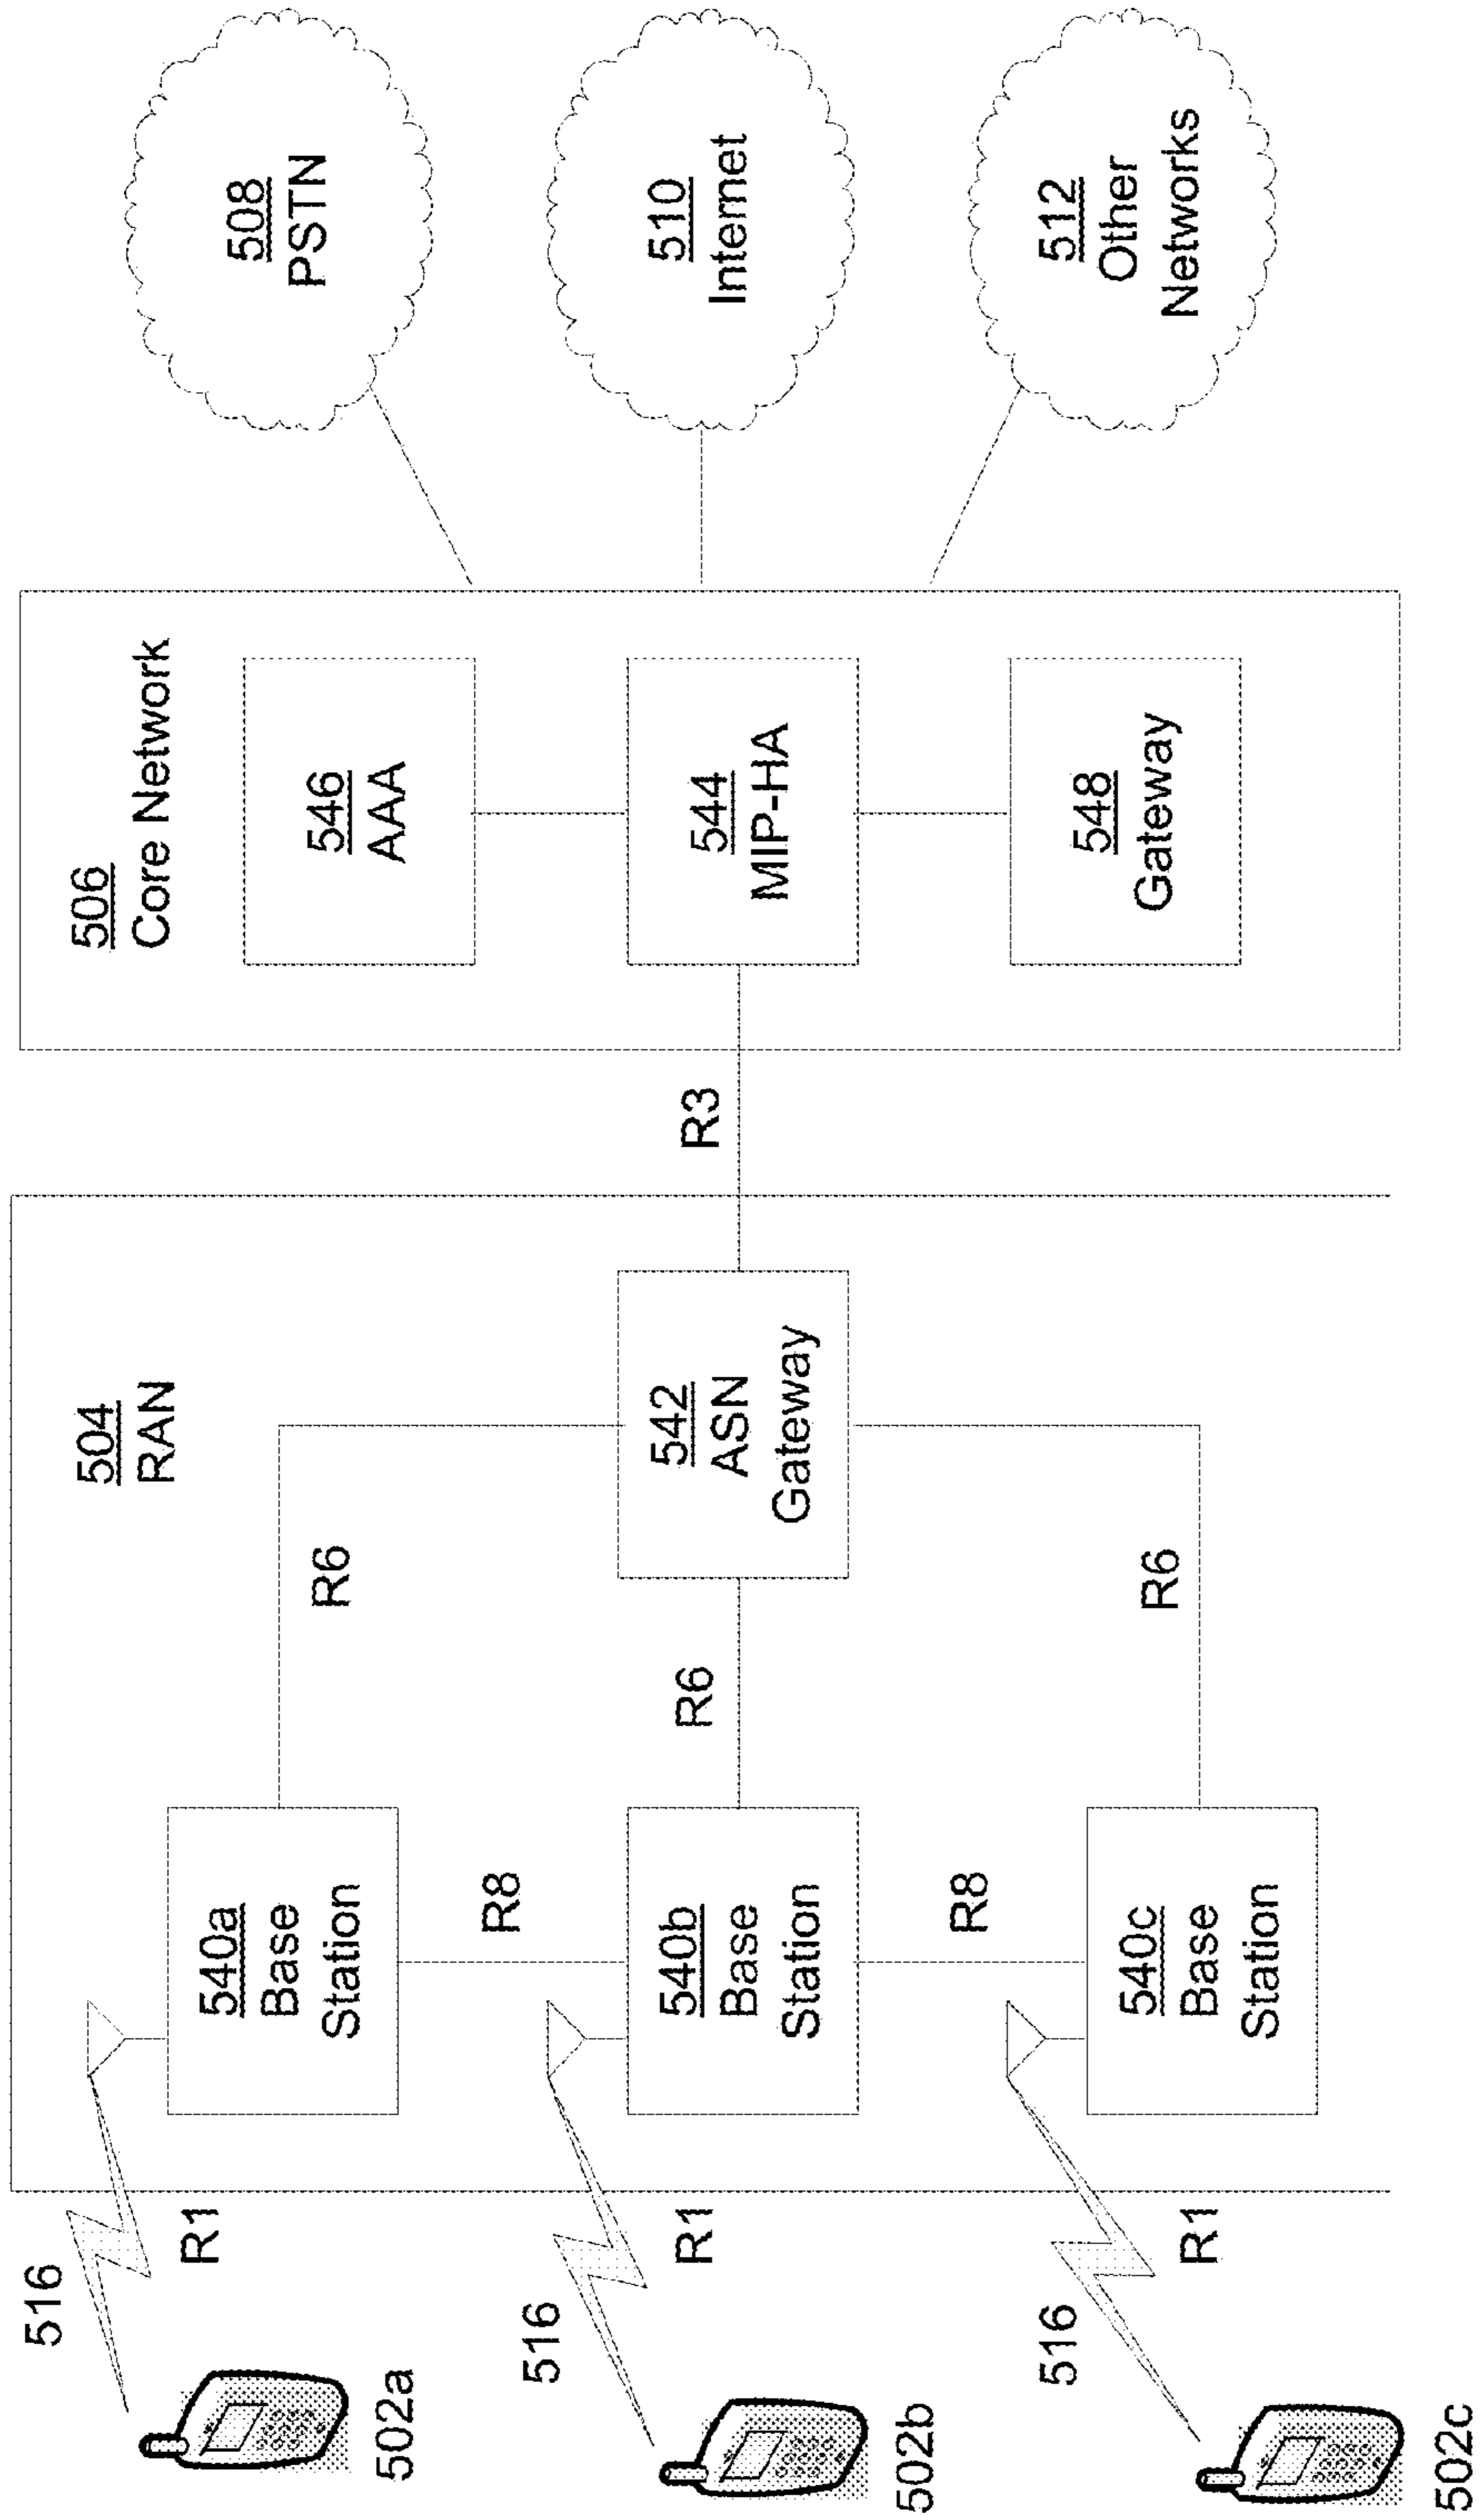 504
RAN
506
Core Network
508
PSTN
516
R1
502a
540a
Base
Station
R6
546
AAA
R8
510
Internet
516
R1
502b
540b
Base
Station
R6
542
ASN
Gateway
R3
544
MIP-HA
R8
512
Other
Networks
516
R1
502c
540c
Base
Station
R6
548
Gateway